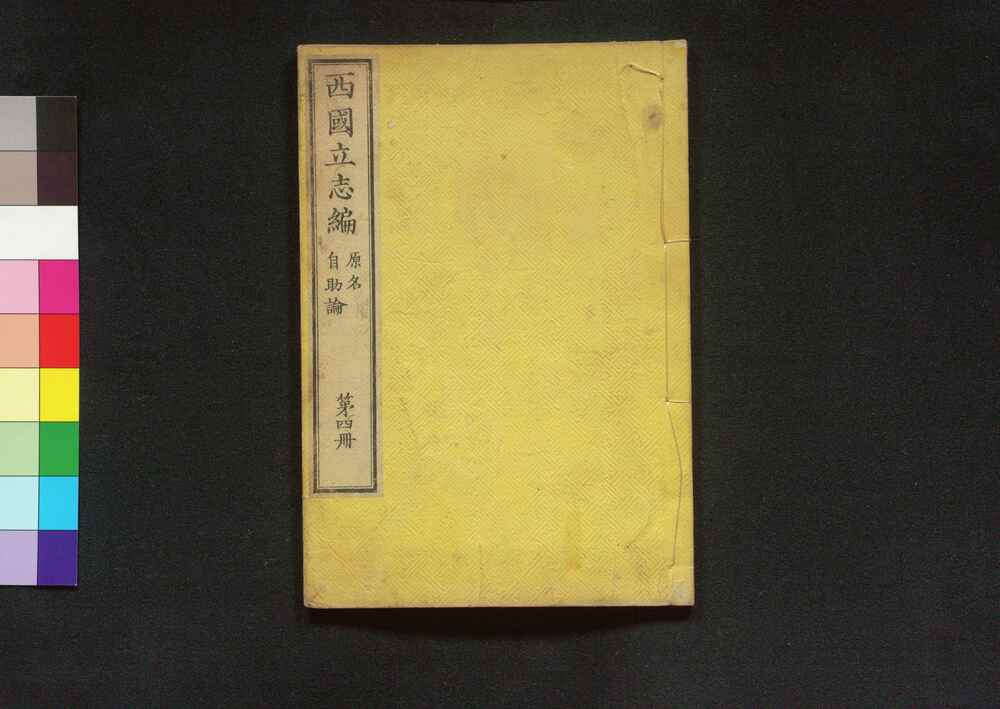 西國立志編
原名
自助論
第四冊